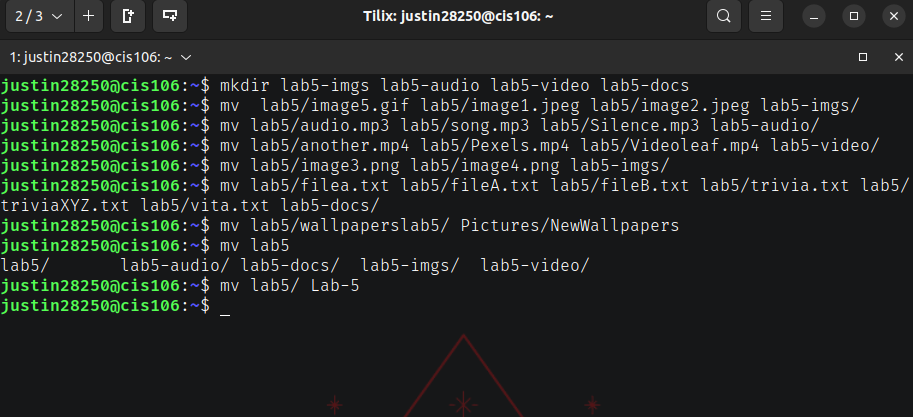 2 / 3
Tilix: justin28250@cis106: ~
1: justin28250@cis106: ~
justin28250@cis106:~$ mkdir lab5-imgs lab5-audio lab5-video lab5-docs
justin28250@cis106:~$ mv  lab5/image5.gif lab5/image1.jpeg lab5/image2.jpeg lab5-imgs/
justin28250@cis106:~$ mv lab5/audio.mp3 lab5/song.mp3 lab5/Silence.mp3 lab5-audio/
justin28250@cis106:~$ mv lab5/another.mp4 lab5/Pexels.mp4 lab5/Videoleaf.mp4 lab5-video/
justin28250@cis106:~$ mv lab5/image3.png lab5/image4.png lab5-imgs/
justin28250@cis106:~$ mv lab5/filea.txt lab5/fileA.txt lab5/fileB.txt lab5/trivia.txt lab5/
triviaXYZ.txt lab5/vita.txt lab5-docs/
justin28250@cis106:~$ mv lab5/wallpaperslab5/ Pictures/NewWallpapers
justin28250@cis106:~$ mv lab5
lab5/       lab5-audio/ lab5-docs/  lab5-imgs/  lab5-video/
justin28250@cis106:~$ mv lab5/ Lab-5
justin28250@cis106:~$ _